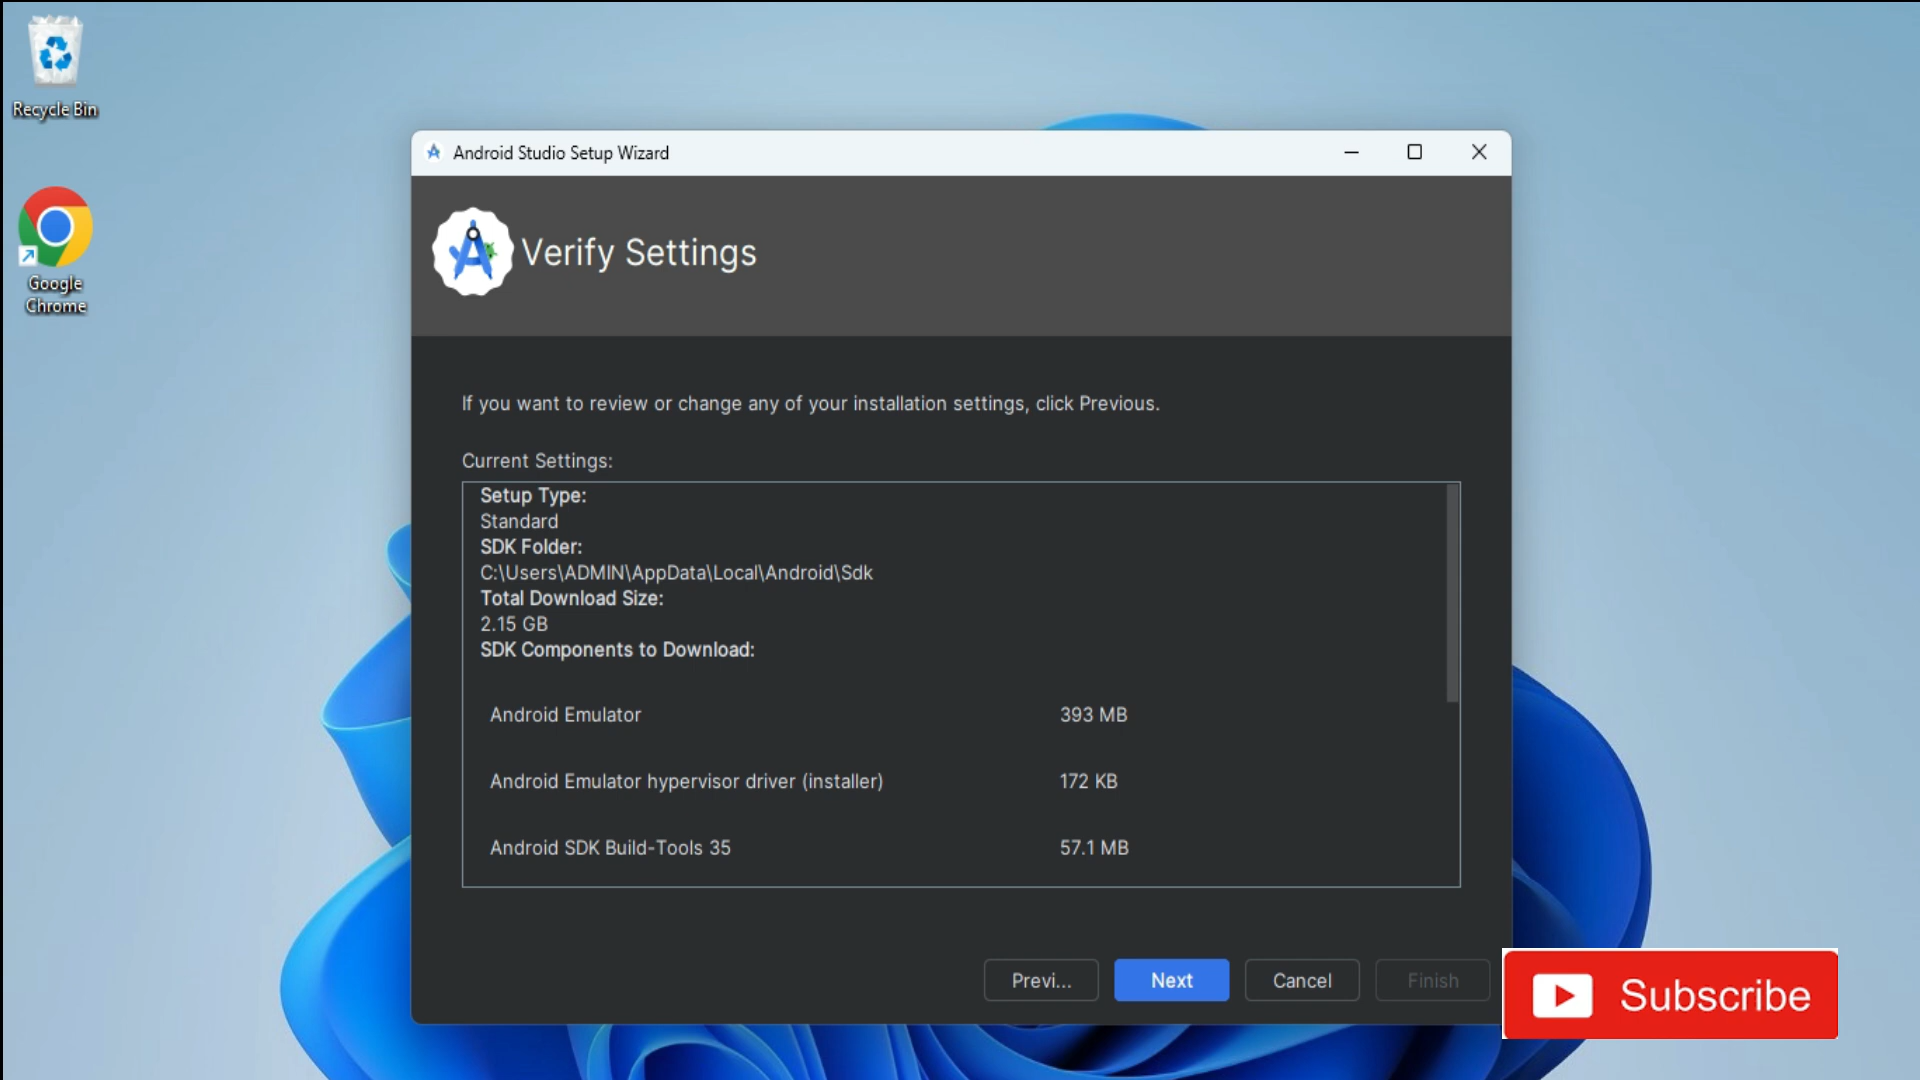 Recycle Bin
Google
Chrome
Android Studio Setup Wizard
Verify Settings
If you want to review or change any of your installation settings, click Previous.
Current Settings:
Setup Type:
Standard
SDK Folder:
C:\Users\ADMIN\AppData\Local\Android\Sdk
Total Download Size:
2.15 GB
SDK Components to Download:
Android Emulator 393 MB
Android Emulator hypervisor driver (installer) 172 KB
Android SDK Build-Tools 35 57.1 MB
Previ... Next Cancel Finish
Subscribe